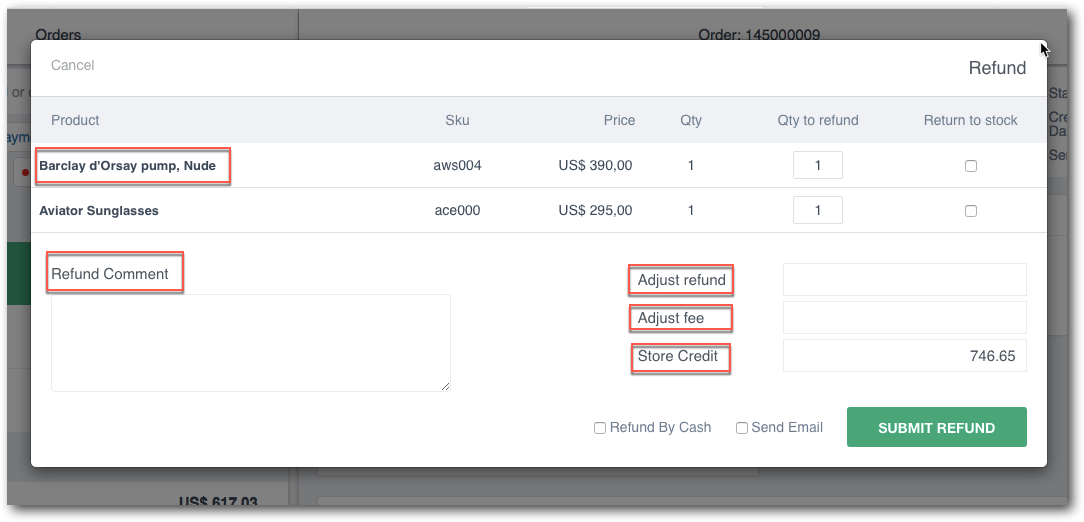 Orders
Order: 145000009
Cancel
Refund
Product Sku Price Qty Qty to refund Return to stock
Barclay d'Orsay pump, Nude aws004 US$ 390,00 1 1
Aviator Sunglasses ace000 US$ 295,00 1 1
Refund Comment
Adjust refund
Adjust fee
Store Credit 746.65
Refund By Cash Send Email SUBMIT REFUND
US$ 617,03